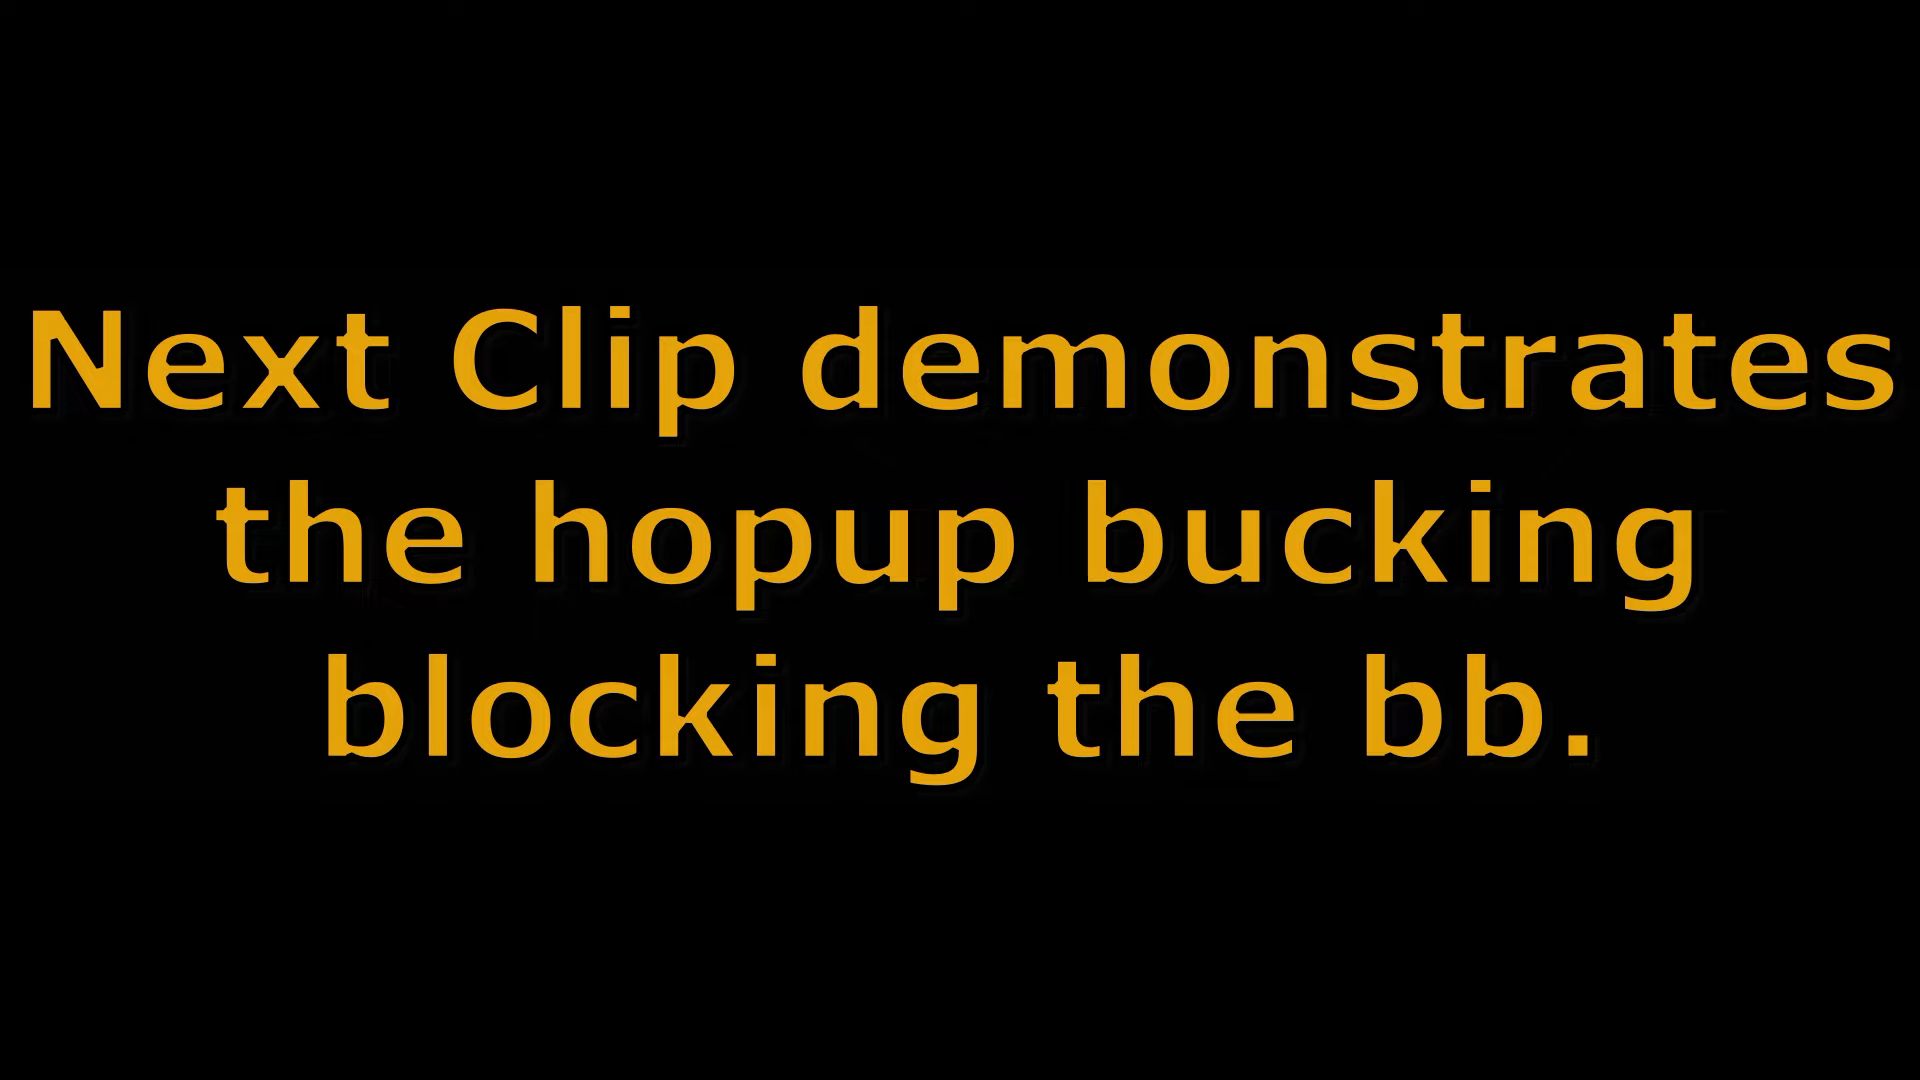 Next Clip demonstrates
the hopup bucking
blocking the bb.